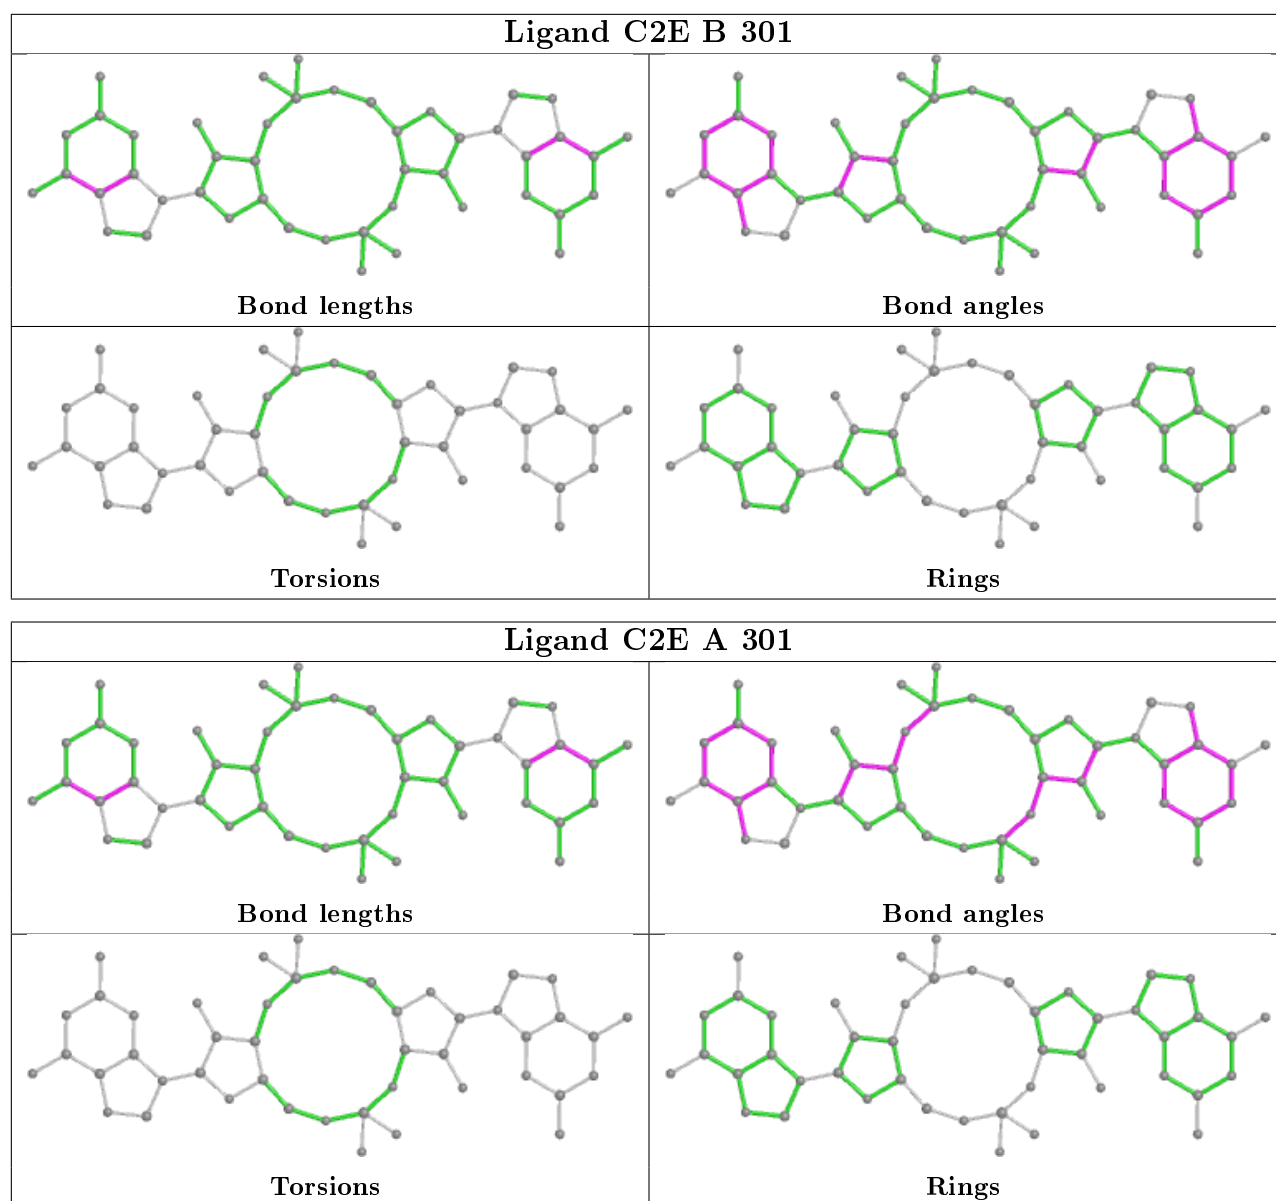 Ligand C2E B 301
Bond lengths
Bond angles
Torsions
Rings
Ligand C2E A 301
Bond lengths
Bond angles
Torsions
Rings